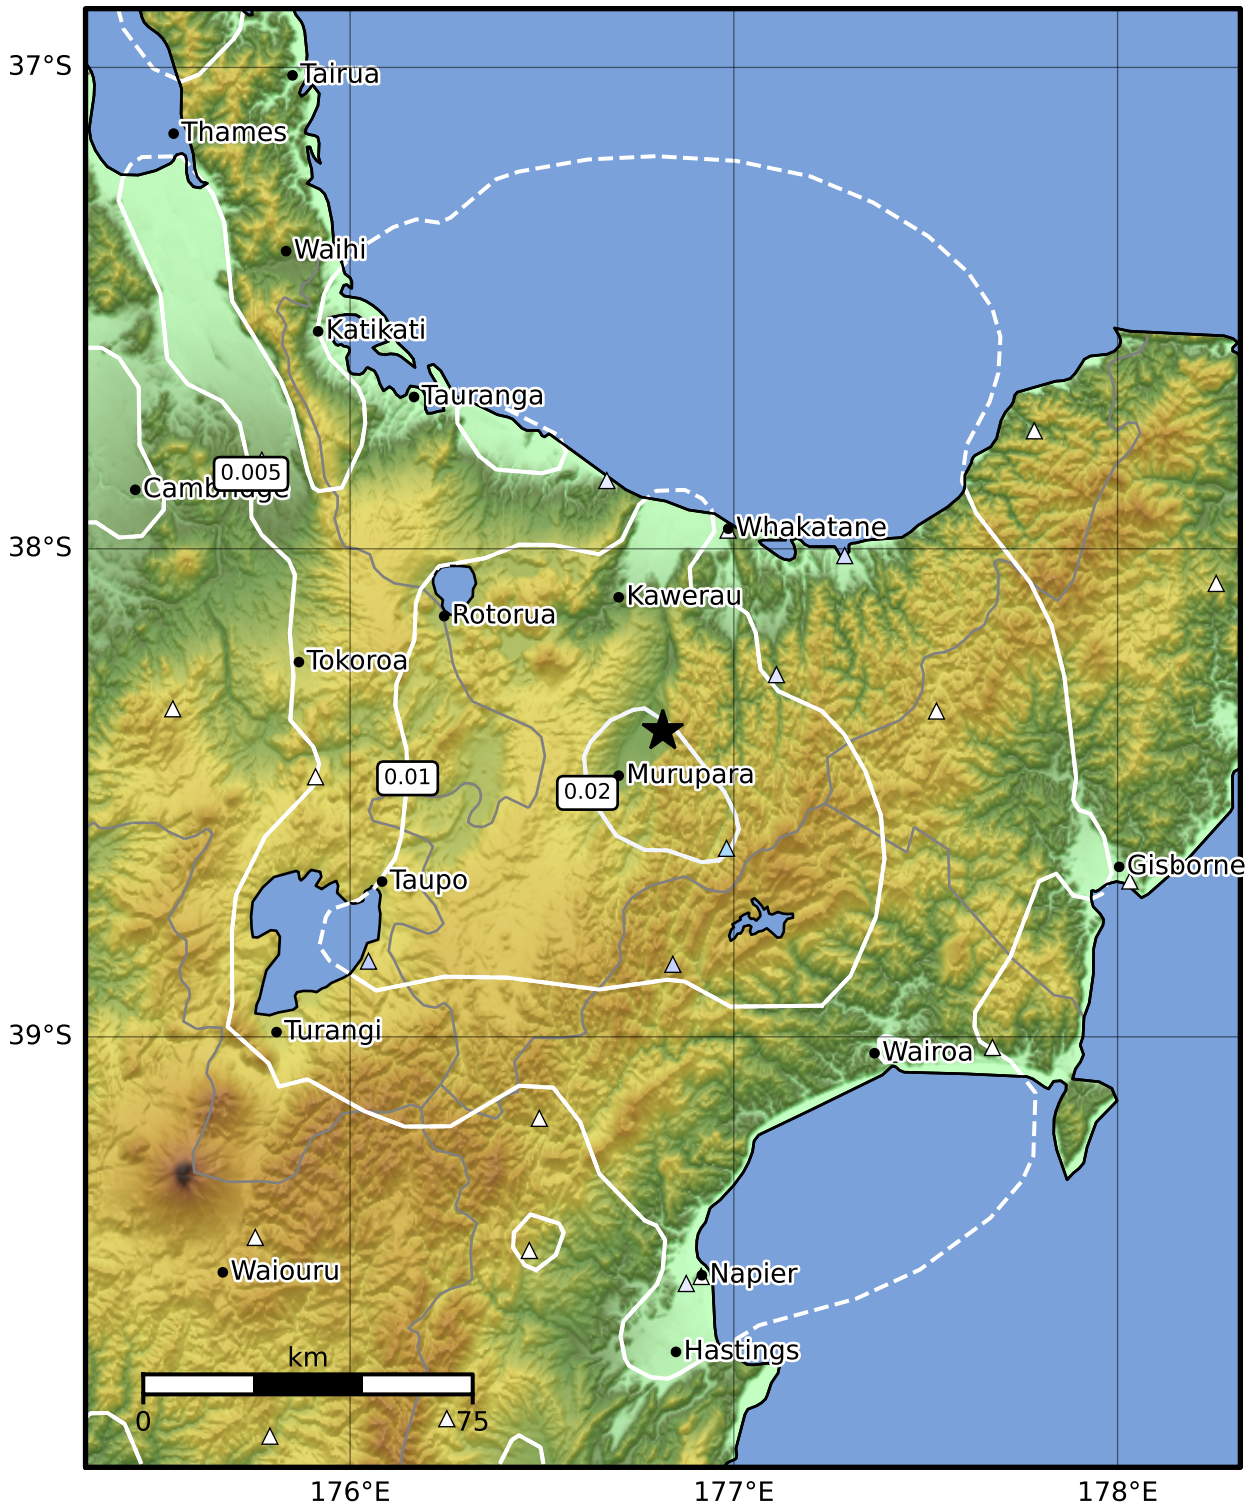 37°S
Tairua
Thames
Waihi
Katikati
Tauranga
0.005
Cambridge
Whakatane
38°S
Kawerau
Rotorua
Tokoroa
0.01
Murupara
0.02
Gisborne
Taupo
39°S
Turangi
Wairoa
Waiouru
Napier
Hastings
km
0 75
176°E 177°E 178°E